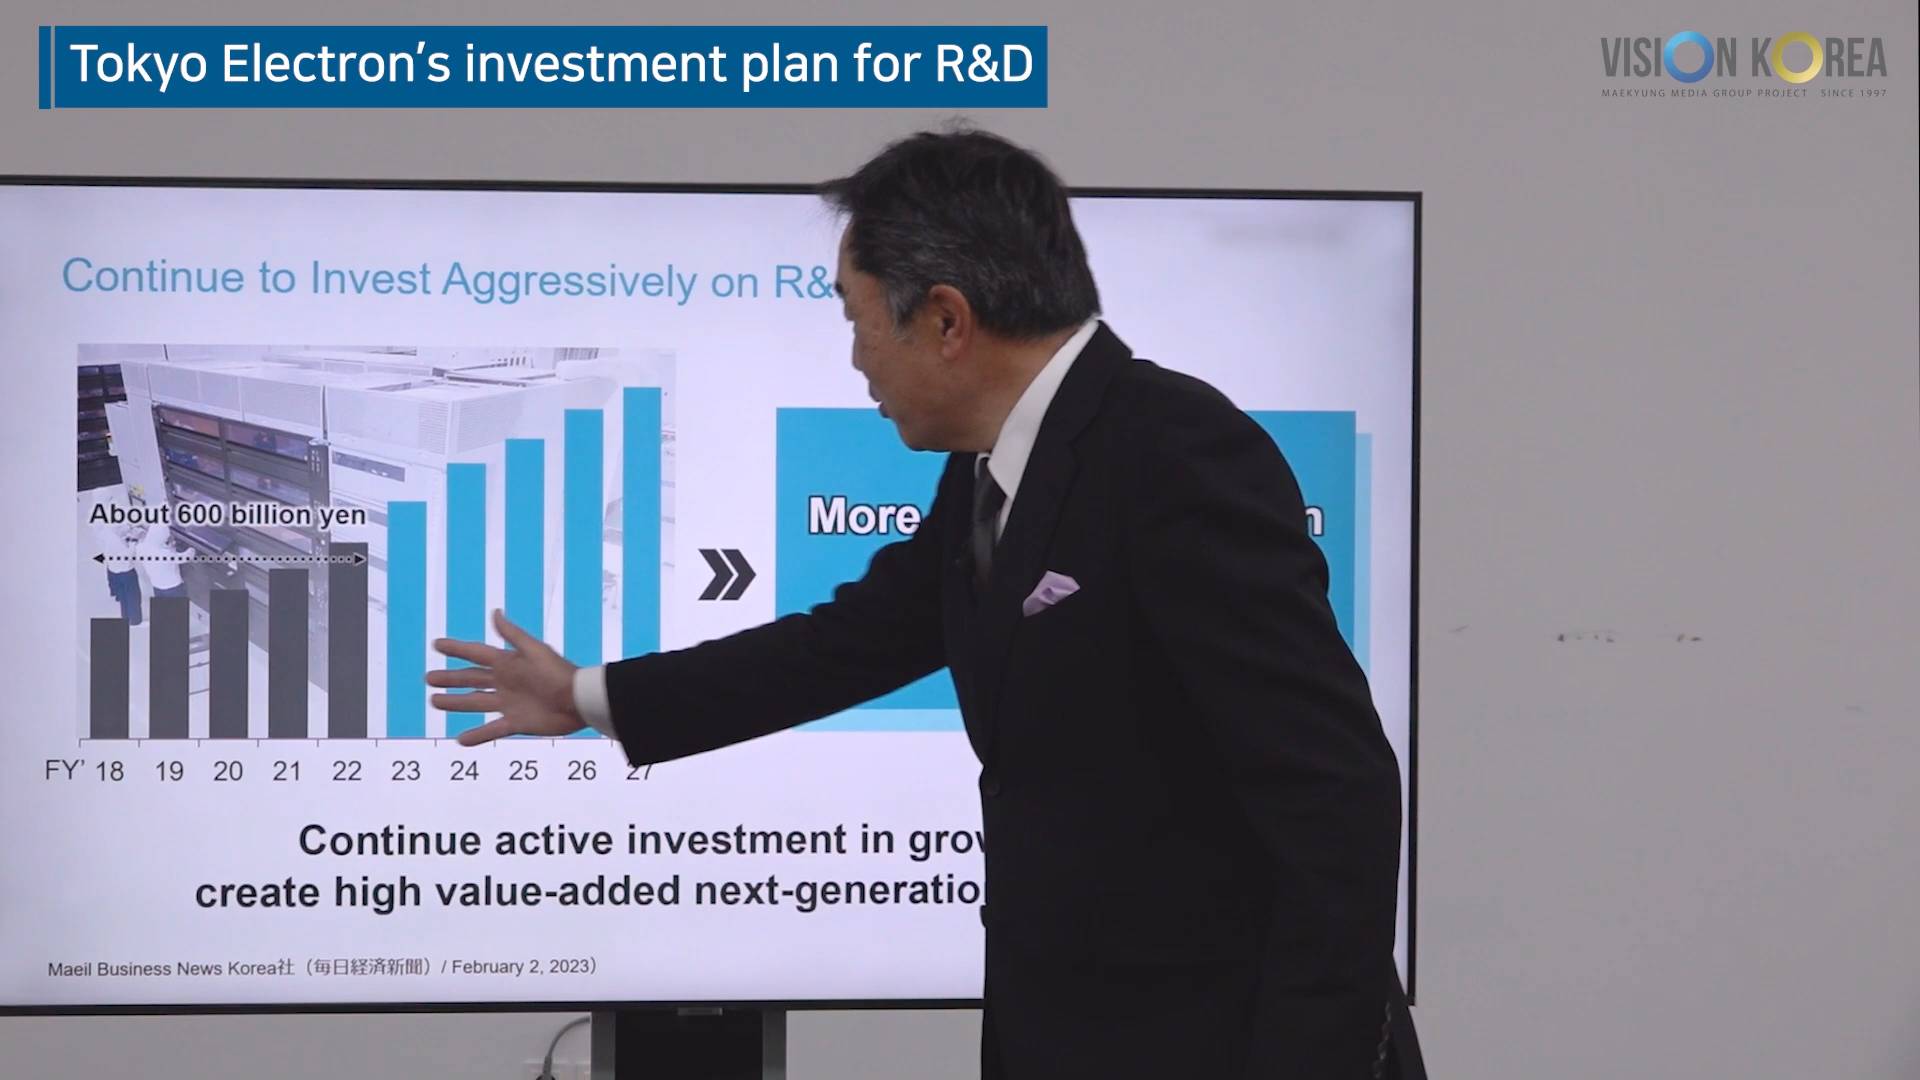 Tokyo Electron's investment plan for R&D
VISION KOREA
MAEKYUNG MEDIA GROUP PROJECT SINCE 1997
Continue to Invest Aggressively on R&
About 600 billion yen
More
FY' 18 19 20 21 22 23 24 25 26 27
Continue active investment in
create high value-added
Maeil Business News Korea社（毎日経済新聞）/ February 2, 2023）